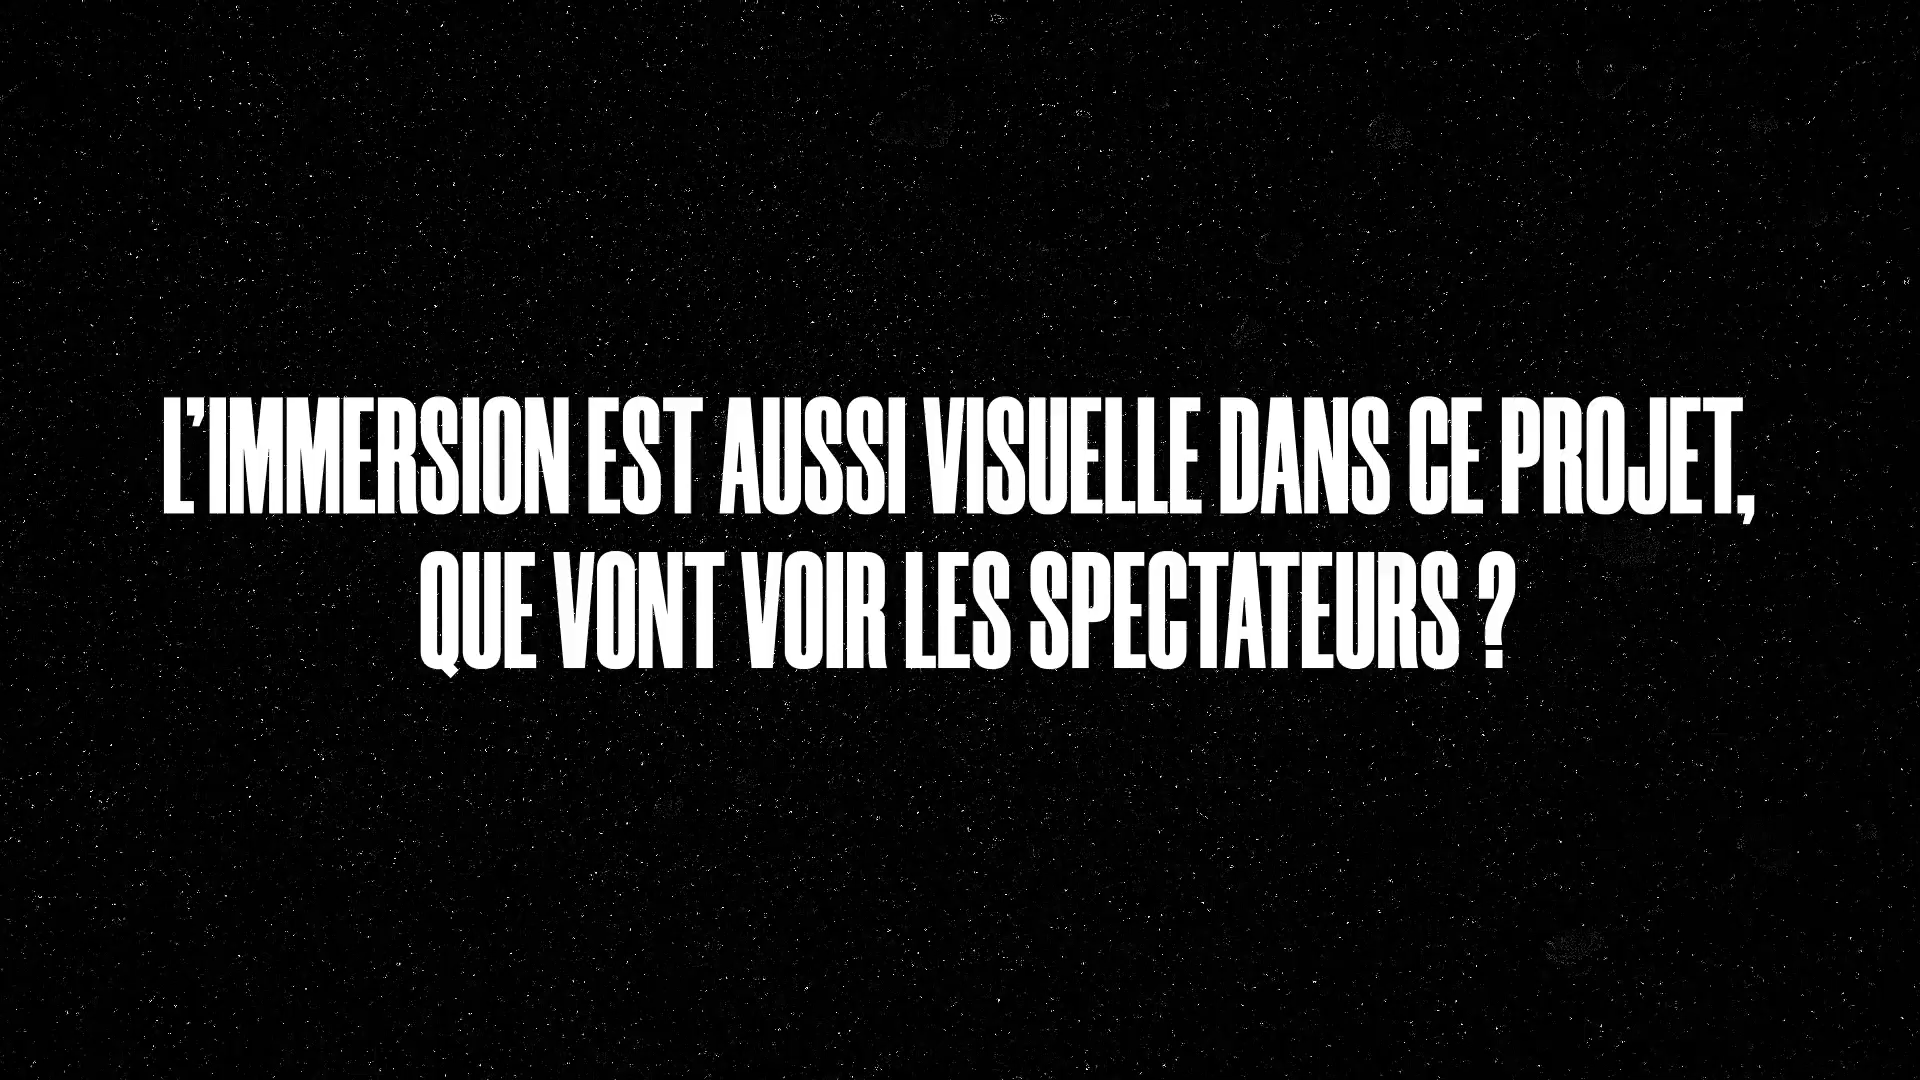 L’IMMERSION EST AUSSI VISUELLE DANS CE PROJET,
QUE VONT VOIR LES SPECTATEURS ?